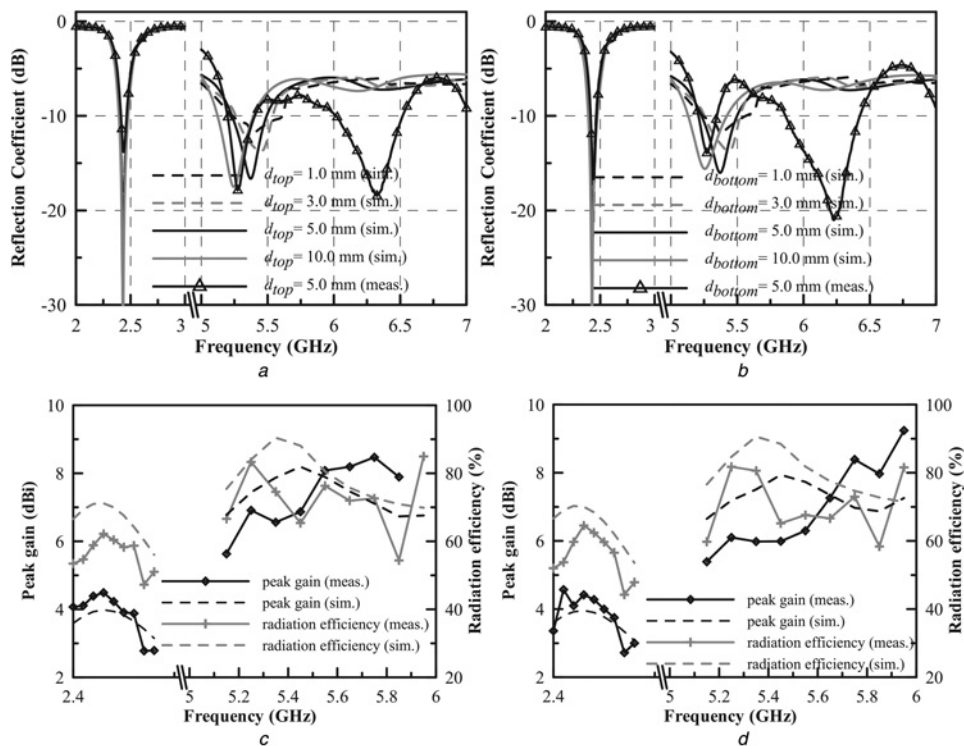 0
-10
-20
-30
Reflection Coefficient (dB)
d_top= 1.0 mm (sim.)
d_top= 3.0 mm (sim.)
d_top= 5.0 mm (sim.)
d_top= 10.0 mm (sim.)
d_top= 5.0 mm (meas.)
2 2.5 3 5 5.5 6 6.5 7
Frequency (GHz)
a
0
-10
-20
-30
Reflection Coefficient (dB)
d_bottom= 1.0 mm (sim.)
d_bottom= 3.0 mm (sim.)
d_bottom= 5.0 mm (sim.)
d_bottom= 10.0 mm (sim.)
d_bottom= 5.0 mm (meas.)
2 2.5 3 5 5.5 6 6.5 7
Frequency (GHz)
b
10
8
6
4
2
Peak gain (dBi)
peak gain (meas.)
peak gain (sim.)
radiation efficiency (meas.)
radiation efficiency (sim.)
100
80
60
40
20
Radiation efficiency (%)
2.4 5 5.2 5.4 5.6 5.8 6
Frequency (GHz)
c
10
8
6
4
2
Peak gain (dBi)
peak gain (meas.)
peak gain (sim.)
radiation efficiency (meas.)
radiation efficiency (sim.)
100
80
60
40
20
Radiation efficiency (%)
2.4 5 5.2 5.4 5.6 5.8 6
Frequency (GHz)
d